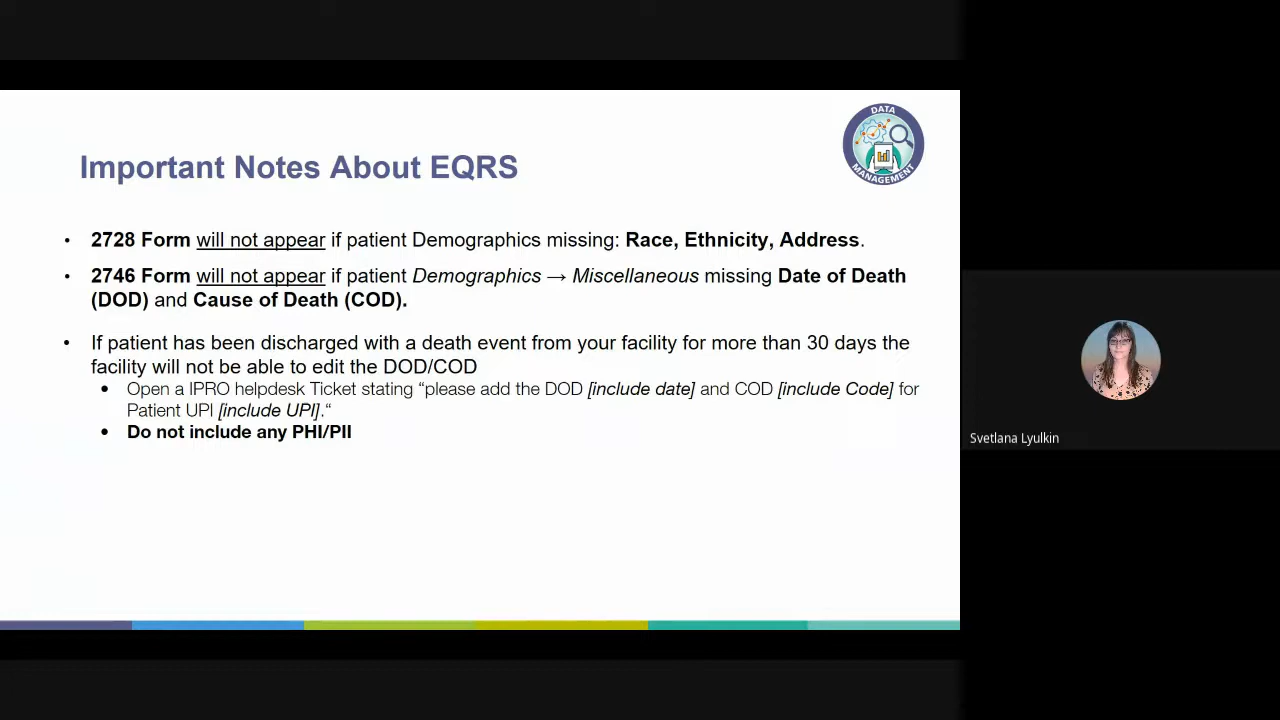 DATA
MANAGEMENT
Important Notes About EQRS
• 2728 Form will not appear if patient Demographics missing: Race, Ethnicity, Address.
• 2746 Form will not appear if patient Demographics → Miscellaneous missing Date of Death
(DOD) and Cause of Death (COD).
• If patient has been discharged with a death event from your facility for more than 30 days the
facility will not be able to edit the DOD/COD
• Open a IPRO helpdesk Ticket stating “please add the DOD [include date] and COD [include Code] for
Patient UPI [include UPI].“
• Do not include any PHI/PII
Svetlana Lyulkin